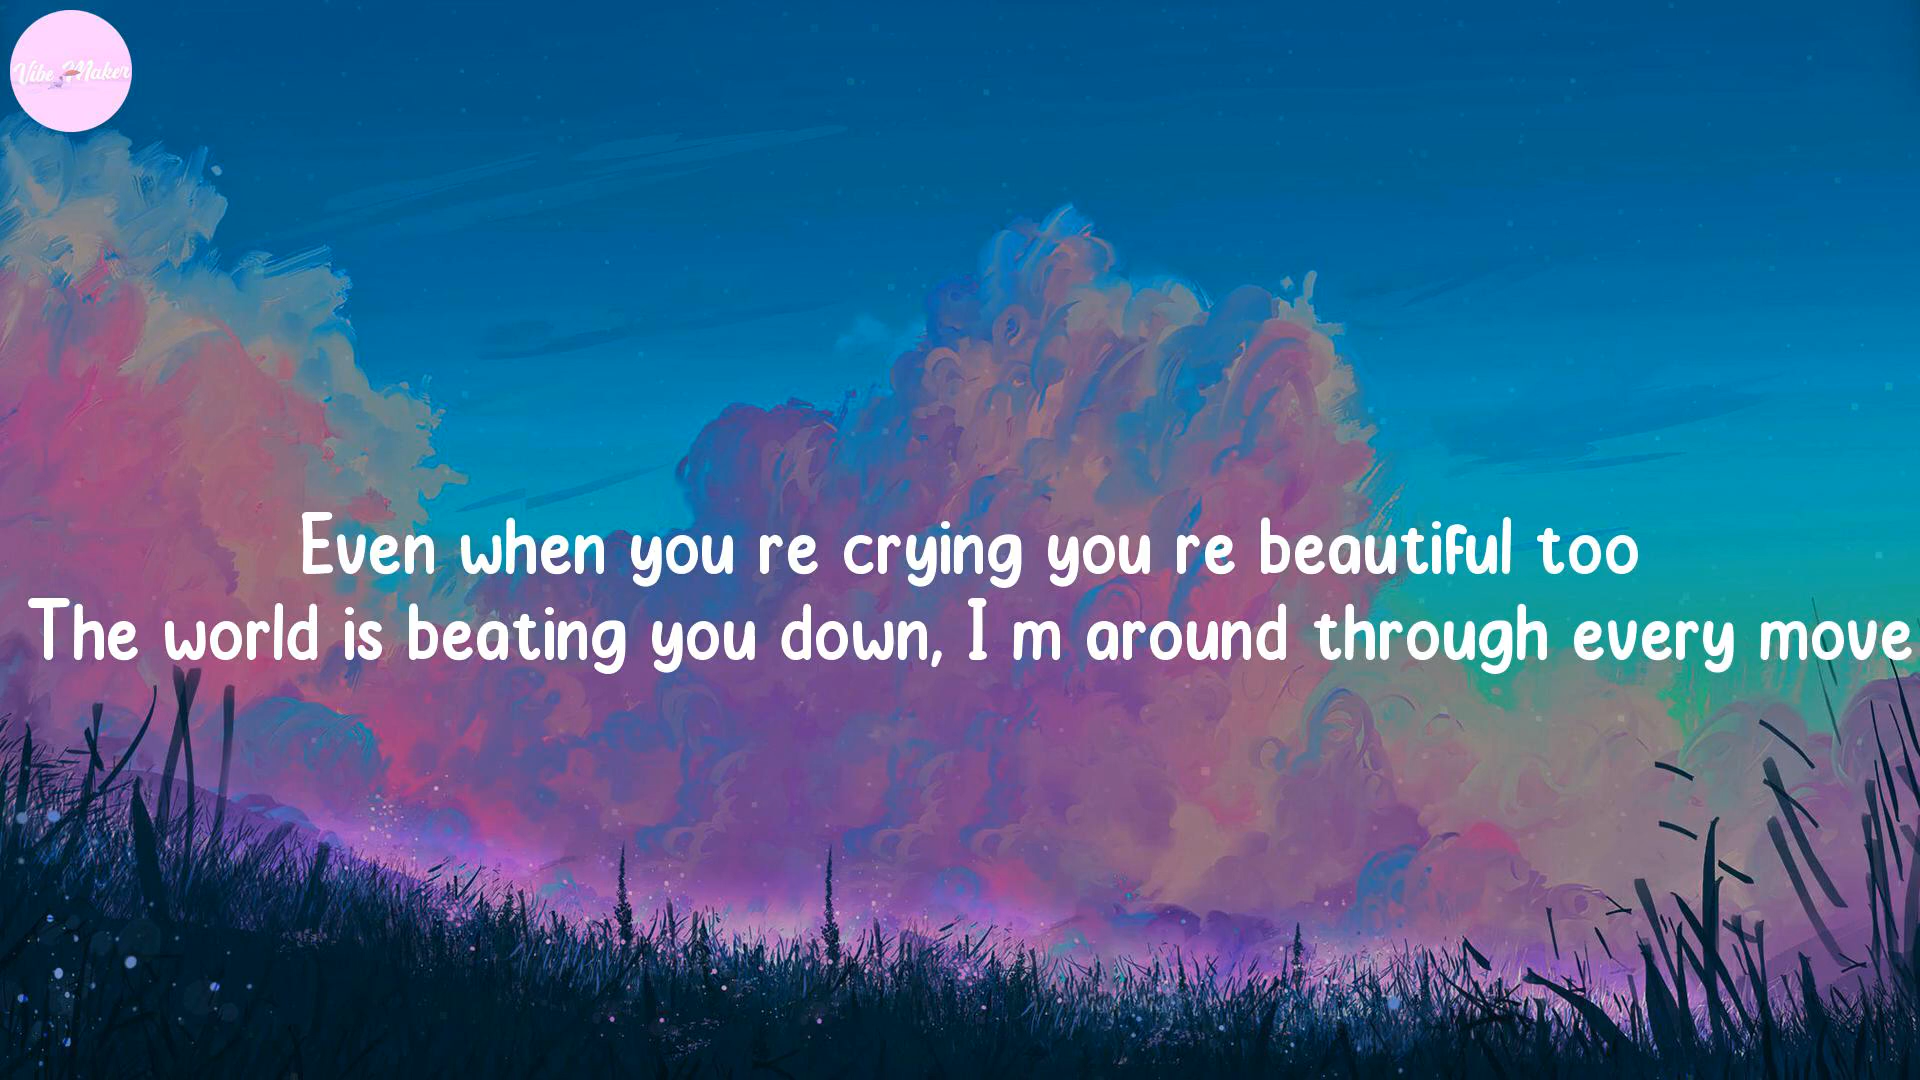 Vibe Maker
Even when you re crying you re beautiful too
The world is beating you down, I m around through every move